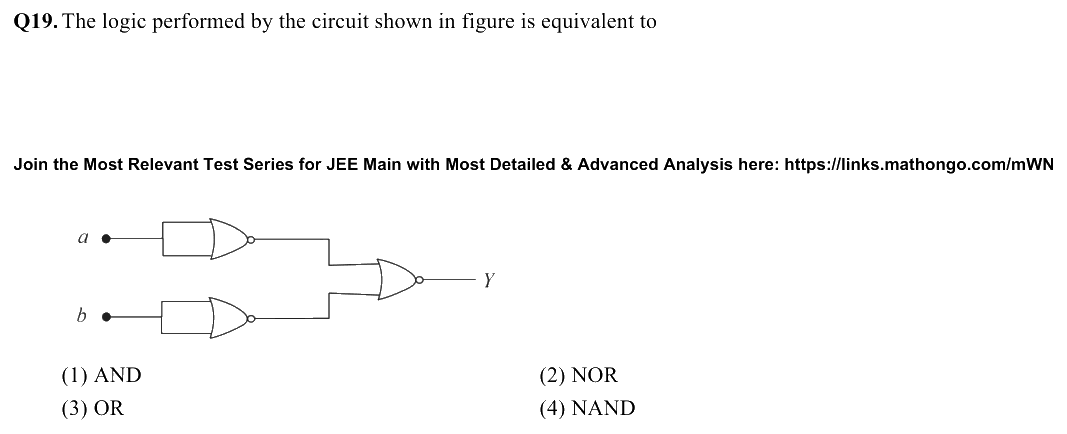 Q19. The logic performed by the circuit shown in figure is equivalent to
Join the Most Relevant Test Series for JEE Main with Most Detailed & Advanced Analysis here: https://links.mathongo.com/mWN
a
Y
b
(1) AND (2) NOR
(3) OR (4) NAND